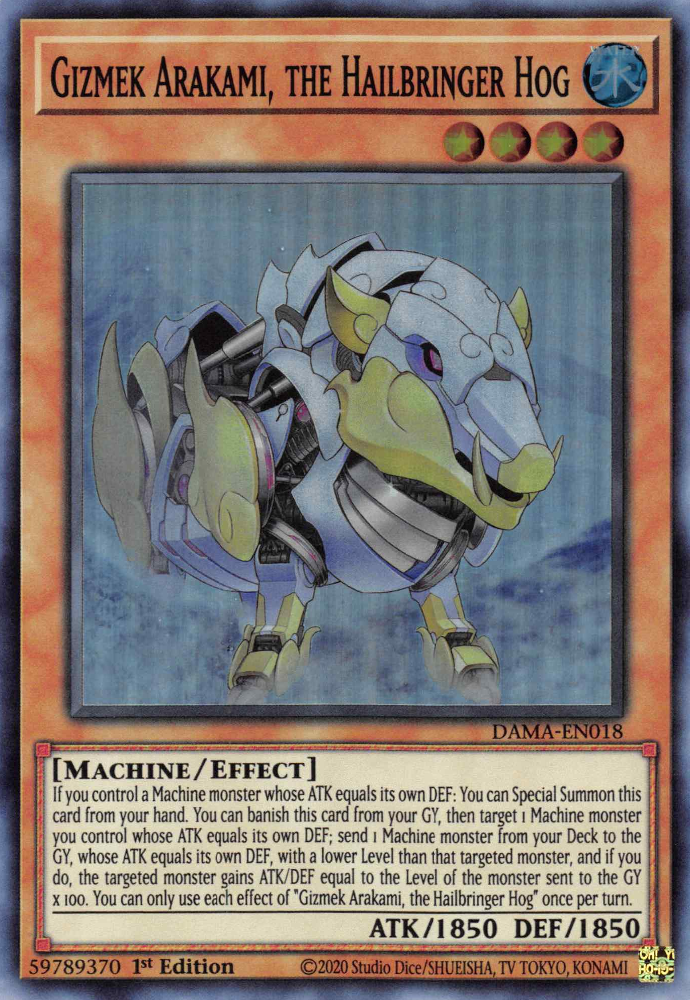 GIZMEK ARAKAMI, THE HAILBRINGER HOG
WATER
水
DAMA-EN018
[MACHINE/EFFECT]
If you control a Machine monster whose ATK equals its own DEF: You can Special Summon this
card from your hand. You can banish this card from your GY, then target 1 Machine monster
you control whose ATK equals its own DEF; send 1 Machine monster from your Deck to the
GY, whose ATK equals its own DEF, with a lower Level than that targeted monster, and if you
do, the targeted monster gains ATK/DEF equal to the Level of the monster sent to the GY
x 100. You can only use each effect of "Gizmek Arakami, the Hailbringer Hog" once per turn.
ATK/1850 DEF/1850
59789370 1st Edition ©2020 Studio Dice/SHUEISHA, TV TOKYO, KONAMI